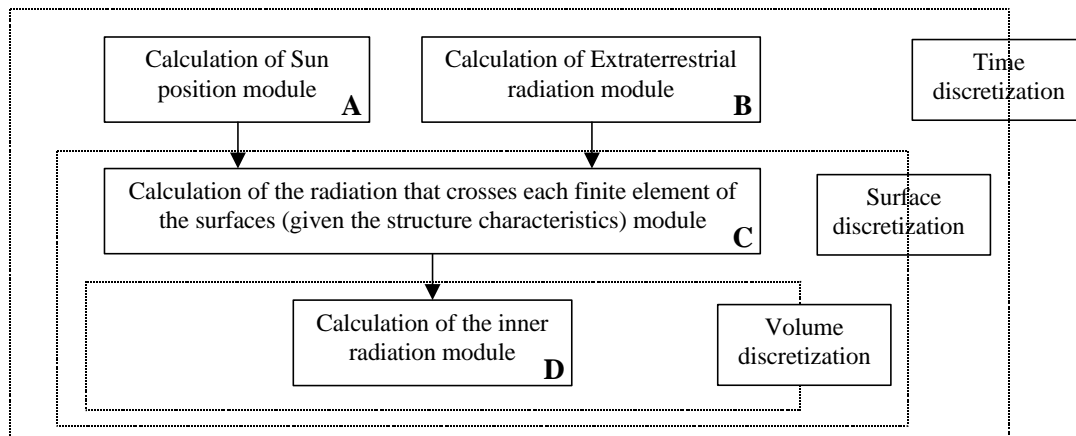 Calculation of Sun
position module
A
Calculation of Extraterrestrial
radiation module
B
Time
discretization
Calculation of the radiation that crosses each finite element of
the surfaces (given the structure characteristics) module
C
Surface
discretization
Calculation of the inner
radiation module
D
Volume
discretization